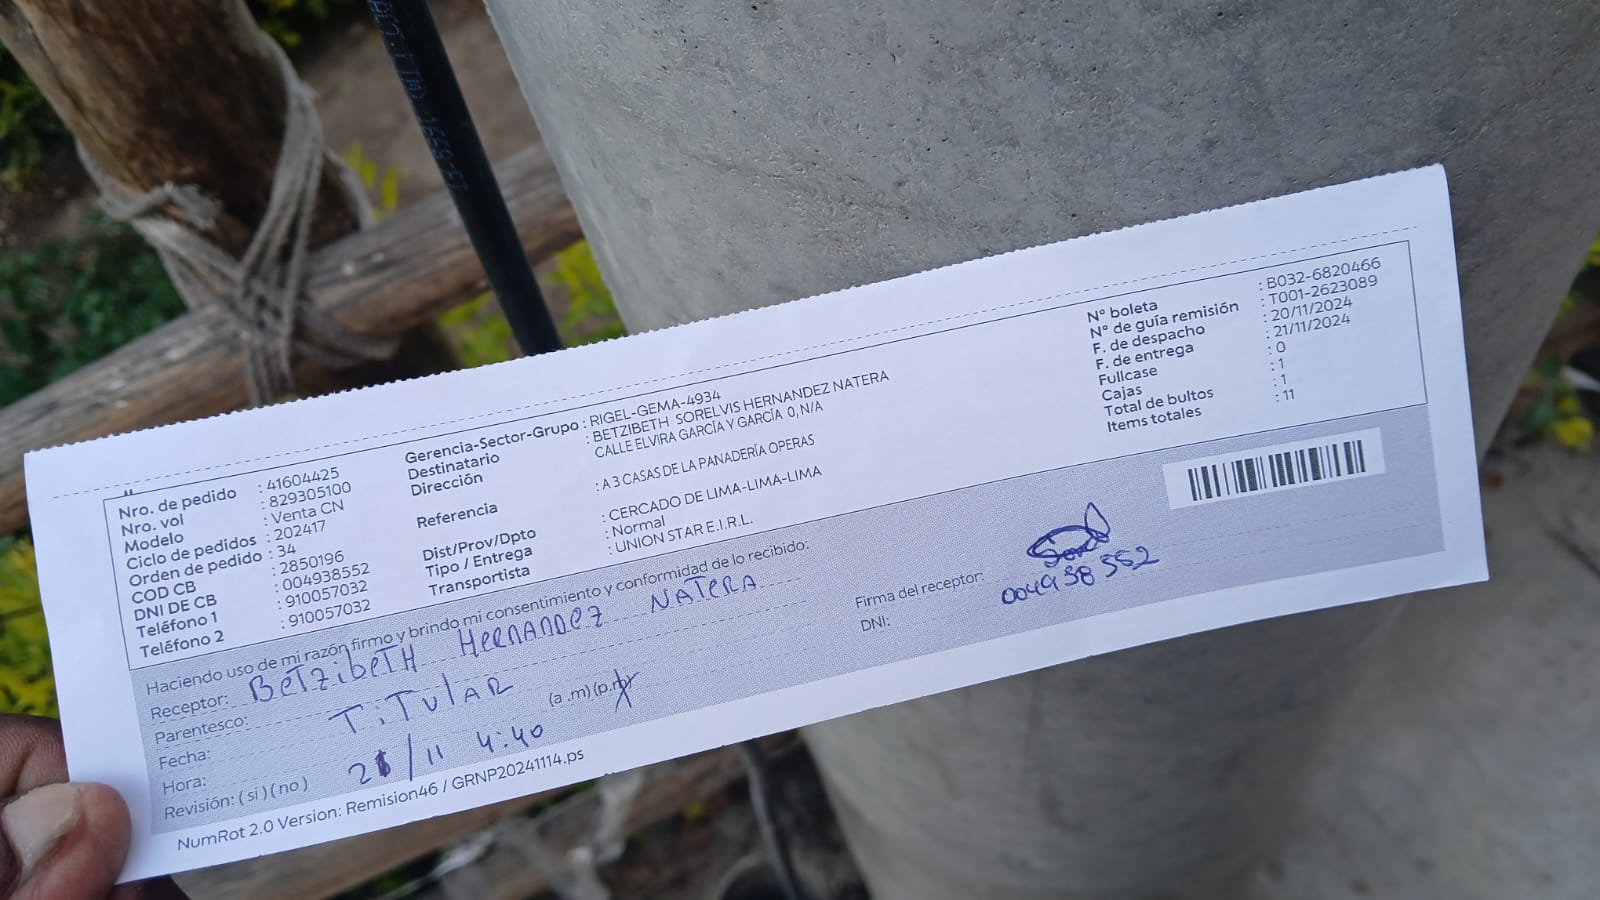 Nro. de pedido : 41604425
Nro. vol : 829305100
Modelo : Venta CN
Ciclo de pedidos : 202417
Orden de pedido : 34
COD CB : 2850196
DNI DE CB : 004938552
Teléfono 1 : 910057032
Teléfono 2 : 910057032
Gerencia-Sector-Grupo : RIGEL-GEMA-4934
Destinatario : BETZIBETH SORELVIS HERNANDEZ NATERA
Dirección CALLE ELVIRA GARCÍA Y GARCÍA 0, N/A
Referencia : A 3 CASAS DE LA PANADERÍA OPERAS
Dist/Prov/Dpto : CERCADO DE LIMA-LIMA-LIMA
Tipo / Entrega : Normal
Transportista : UNION STAR E.I.R.L.
N° boleta : B032-6820466
N° de guía remisión : T001-2623089
F. de despacho : 20/11/2024
F. de entrega : 21/11/2024
Fullcase : 0
Cajas : 1
Total de bultos : 1
Items totales : 11
Haciendo uso de mi razón firmo y brindo mi consentimiento y conformidad de lo recibido:
Receptor: BeTzibeTH HerNANDeZ NATerA
Parentesco: TiTulAR
Fecha: 21/11
Hora: 4:40 (a .m) (p.m)
Revisión: ( si ) ( no )
Firma del receptor:
DNI: 004938552
NumRot 2.0 Version: Remision46 / GRNP20241114.ps